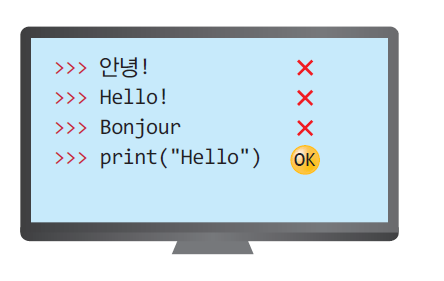 >>> 안녕! ×
>>> Hello! ×
>>> Bonjour ×
>>> print("Hello") OK